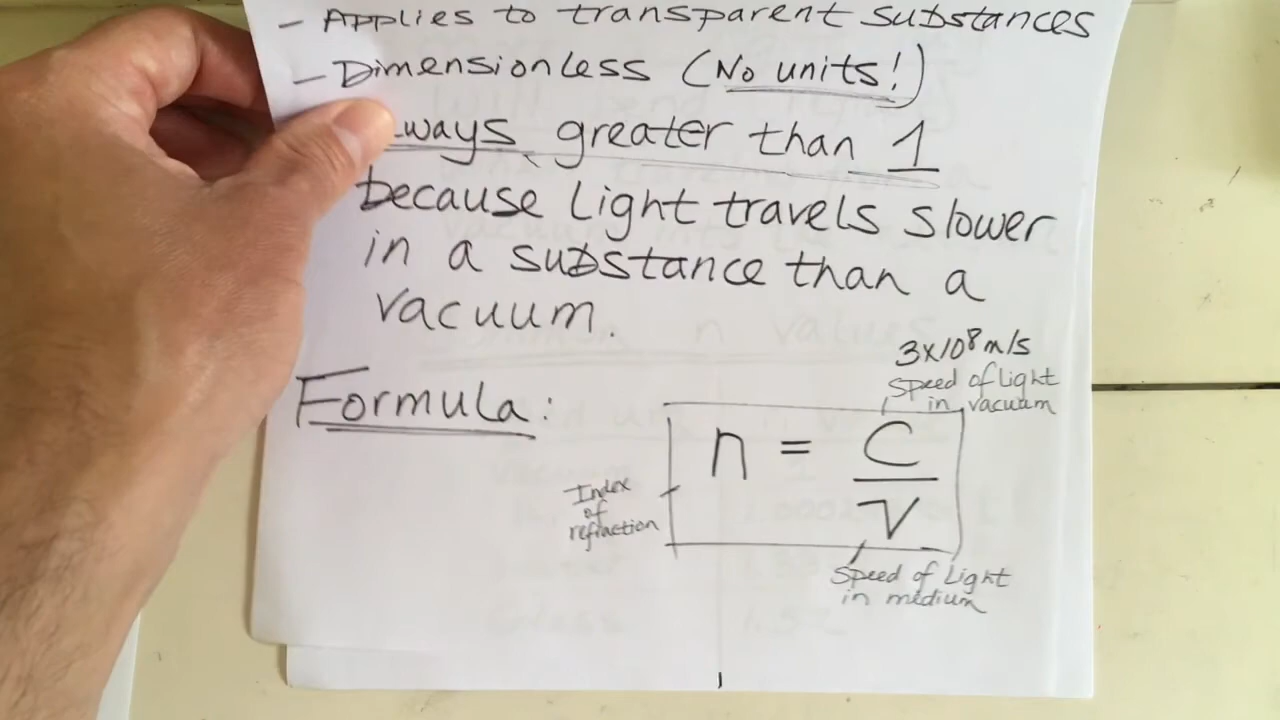 - Applies to transparent substances
- Dimensionless (No units!)
greater than 1
because light travels slower
in a substance than a
vacuum.
Formula:
3x10⁸ m/s
Speed of Light
in vacuum
n = C/V
Index
of
refraction
Speed of Light
in medium